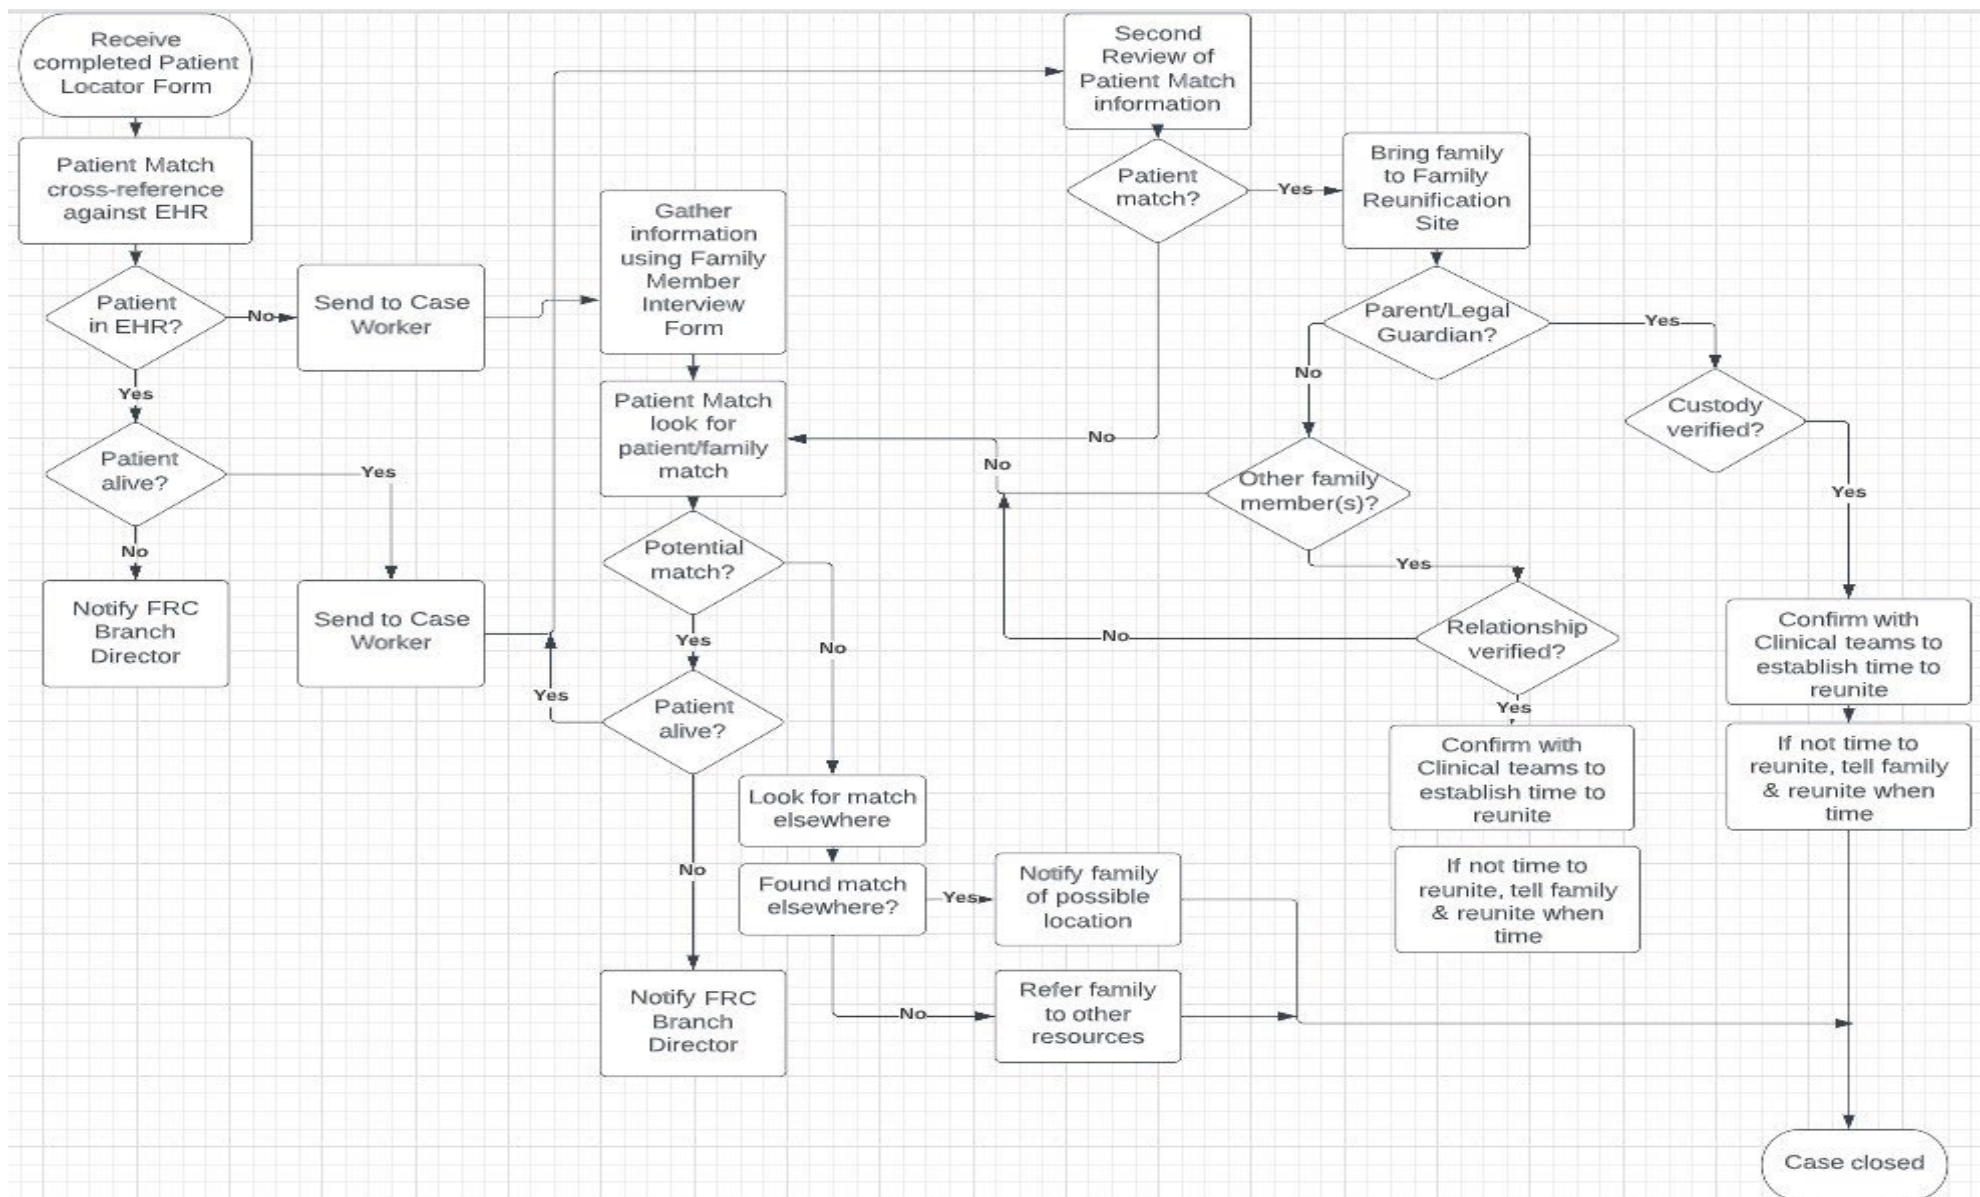 Receive
completed Patient
Locator Form
Patient Match
cross-reference
against EHR
Patient
in EHR?
No
Send to Case
Worker
Yes
Patient
alive?
Yes
No
Notify FRC
Branch
Director
Send to Case
Worker
Gather
information
using Family
Member
Interview
Form
Patient Match
look for
patient/family
match
Potential
match?
Yes
No
Patient
alive?
Yes
No
Notify FRC
Branch
Director
Look for match
elsewhere
Found match
elsewhere?
Yes
Notify family
of possible
location
No
Refer family
to other
resources
Second
Review of
Patient Match
information
Patient
match?
Yes
No
Bring family
to Family
Reunification
Site
Parent/Legal
Guardian?
No
Yes
Other family
member(s)?
No
Yes
Relationship
verified?
No
Yes
Confirm with
Clinical teams to
establish time to
reunite
If not time to
reunite, tell family
& reunite when
time
Custody
verified?
Yes
Confirm with
Clinical teams to
establish time to
reunite
If not time to
reunite, tell family
& reunite when
time
Case closed